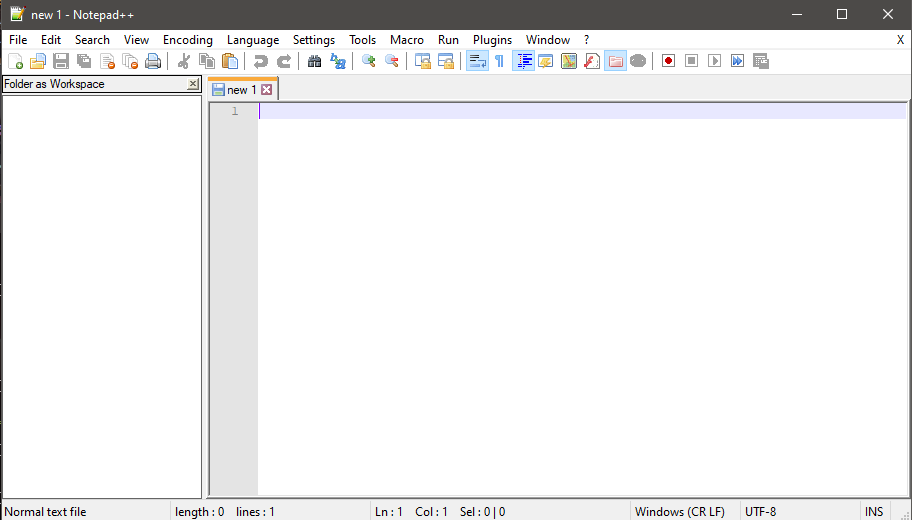 new 1 - Notepad++
File Edit Search View Encoding Language Settings Tools Macro Run Plugins Window ? X
Folder as Workspace
new 1
1
Normal text file length : 0 lines : 1 Ln : 1 Col : 1 Sel : 0 | 0 Windows (CR LF) UTF-8 INS